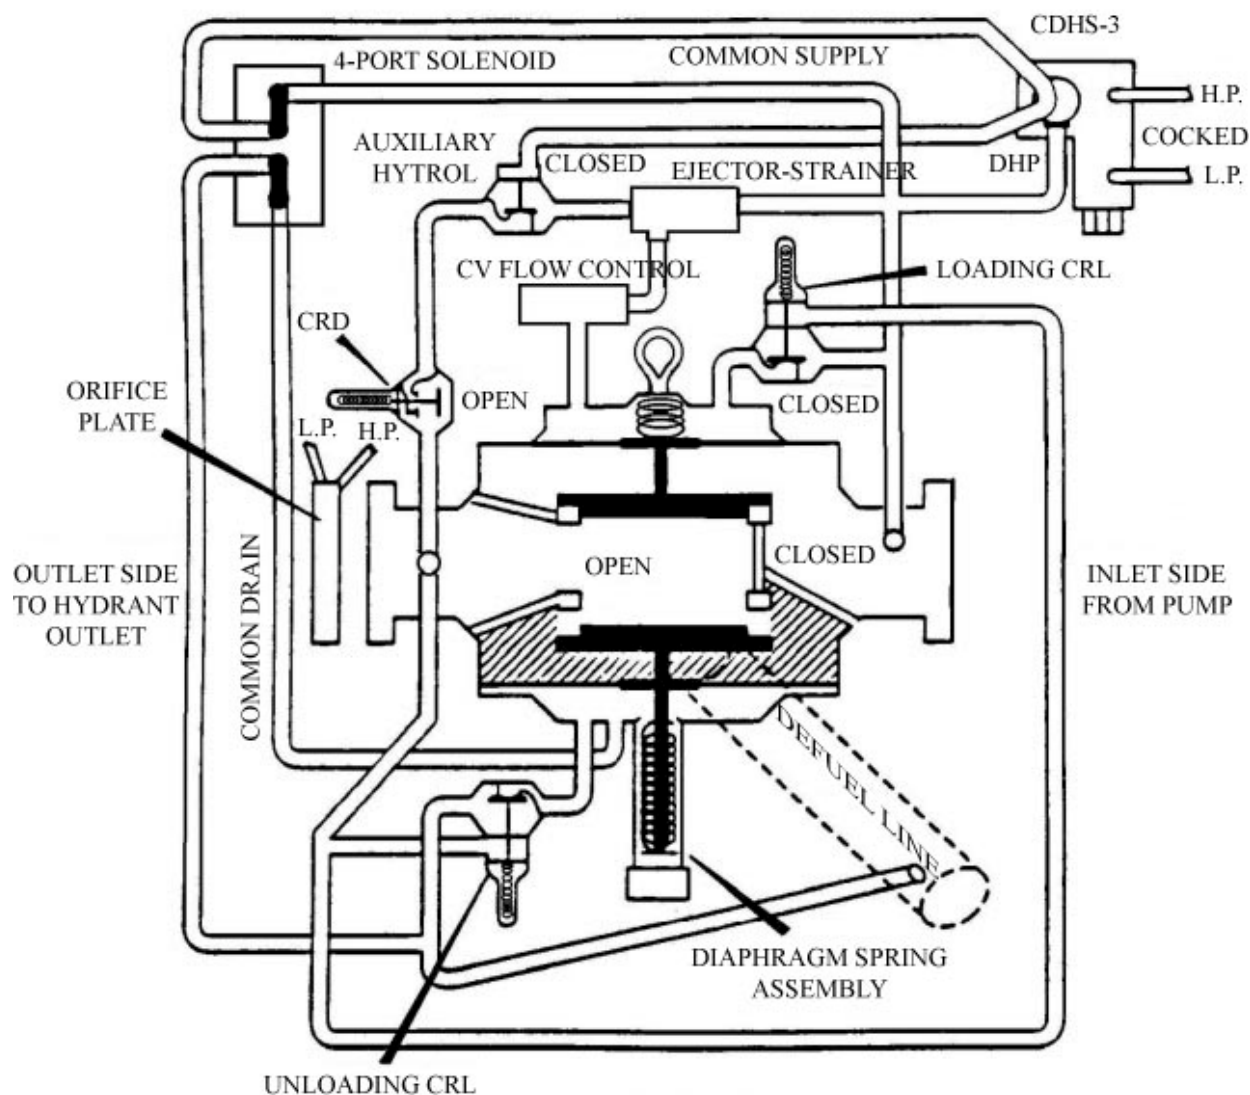 CDHS-3
4-PORT SOLENOID
COMMON SUPPLY
H.P.
COCKED
L.P.
DHP
AUXILIARY
HYTROL
CLOSED
EJECTOR-STRAINER
CV FLOW CONTROL
LOADING CRL
CRD
ORIFICE
PLATE
OPEN
CLOSED
L.P.
H.P.
OPEN
CLOSED
OUTLET SIDE
TO HYDRANT
OUTLET
COMMON DRAIN
INLET SIDE
FROM PUMP
DEFUEL LINE
DIAPHRAGM SPRING
ASSEMBLY
UNLOADING CRL